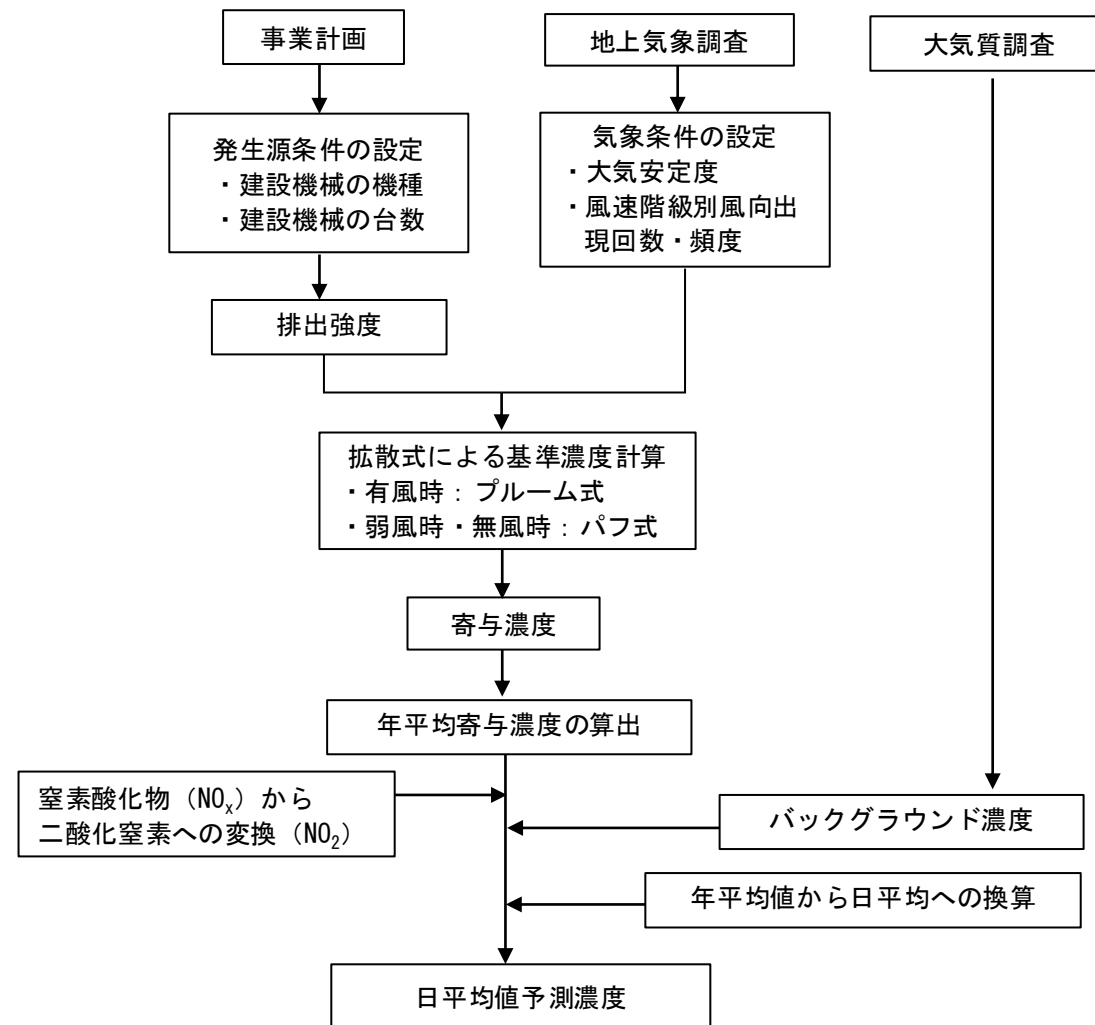 事業計画
地上気象調査
大気質調査
発生源条件の設定
・建設機械の機種
・建設機械の台数
気象条件の設定
・大気安定度
・風速階級別風向出
現回数・頻度
排出強度
拡散式による基準濃度計算
・有風時：プルーム式
・弱風時・無風時：パフ式
寄与濃度
年平均寄与濃度の算出
窒素酸化物（NOx）から
二酸化窒素への変換（NO2）
バックグラウンド濃度
年平均値から日平均への換算
日平均値予測濃度